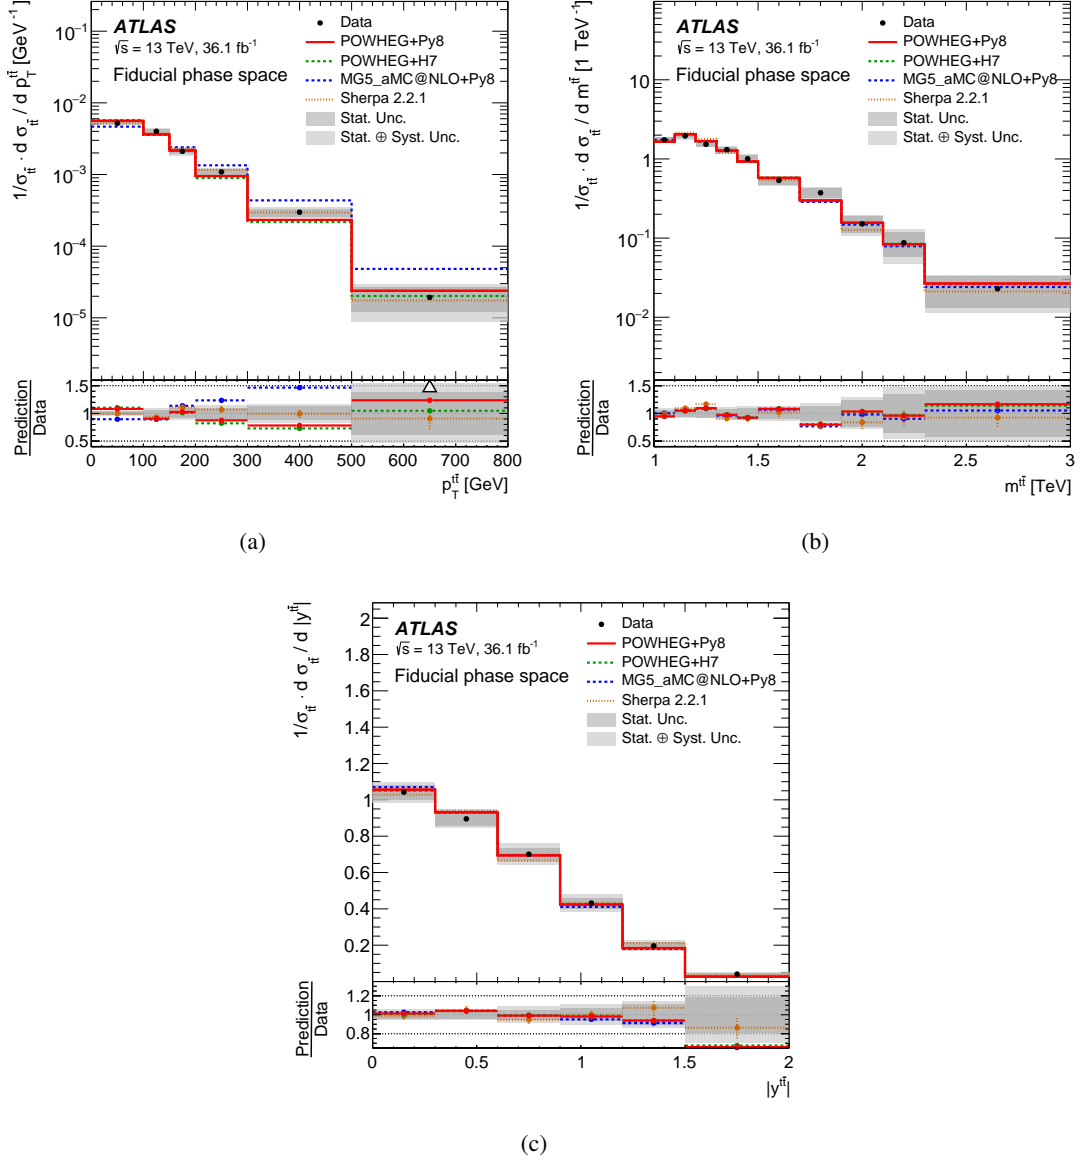 1/σ_tt̄ · d σ_tt̄ / d p_T^tt̄ [GeV⁻¹]
ATLAS
√s = 13 TeV, 36.1 fb⁻¹
Fiducial phase space
Data
POWHEG+Py8
POWHEG+H7
MG5_aMC@NLO+Py8
Sherpa 2.2.1
Stat. Unc.
Stat. ⊕ Syst. Unc.
10⁻¹
10⁻²
10⁻³
10⁻⁴
10⁻⁵
Prediction
Data
1.5
1
0.5
0 100 200 300 400 500 600 700 800
p_T^tt̄ [GeV]
(a)
1/σ_tt̄ · d σ_tt̄ / d m^tt̄ [1 TeV⁻¹]
ATLAS
√s = 13 TeV, 36.1 fb⁻¹
Fiducial phase space
Data
POWHEG+Py8
POWHEG+H7
MG5_aMC@NLO+Py8
Sherpa 2.2.1
Stat. Unc.
Stat. ⊕ Syst. Unc.
10
1
10⁻¹
10⁻²
Prediction
Data
1.5
1
0.5
1 1.5 2 2.5 3
m^tt̄ [TeV]
(b)
1/σ_tt̄ · d σ_tt̄ / d |y^tt̄|
ATLAS
√s = 13 TeV, 36.1 fb⁻¹
Fiducial phase space
Data
POWHEG+Py8
POWHEG+H7
MG5_aMC@NLO+Py8
Sherpa 2.2.1
Stat. Unc.
Stat. ⊕ Syst. Unc.
2
1.8
1.6
1.4
1.2
1
0.8
0.6
0.4
0.2
Prediction
Data
1.2
1
0.8
0 0.5 1 1.5 2
|y^tt̄|
(c)